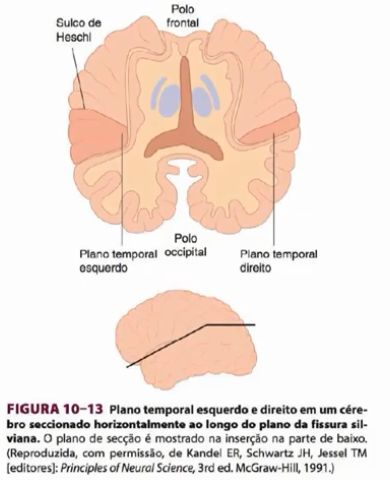 Polo
frontal
Sulco de
Heschl
Plano temporal
esquerdo
Polo
occipital
Plano temporal
direito
FIGURA 10–13 Plano temporal esquerdo e direito em um cére-
bro seccionado horizontalmente ao longo do plano da fissura sil-
viana. O plano de secção é mostrado na inserção na parte de baixo.
(Reproduzida, com permissão, de Kandel ER, Schwartz JH, Jessel TM
[editores]: Principles of Neural Science, 3rd ed. McGraw-Hill, 1991.)